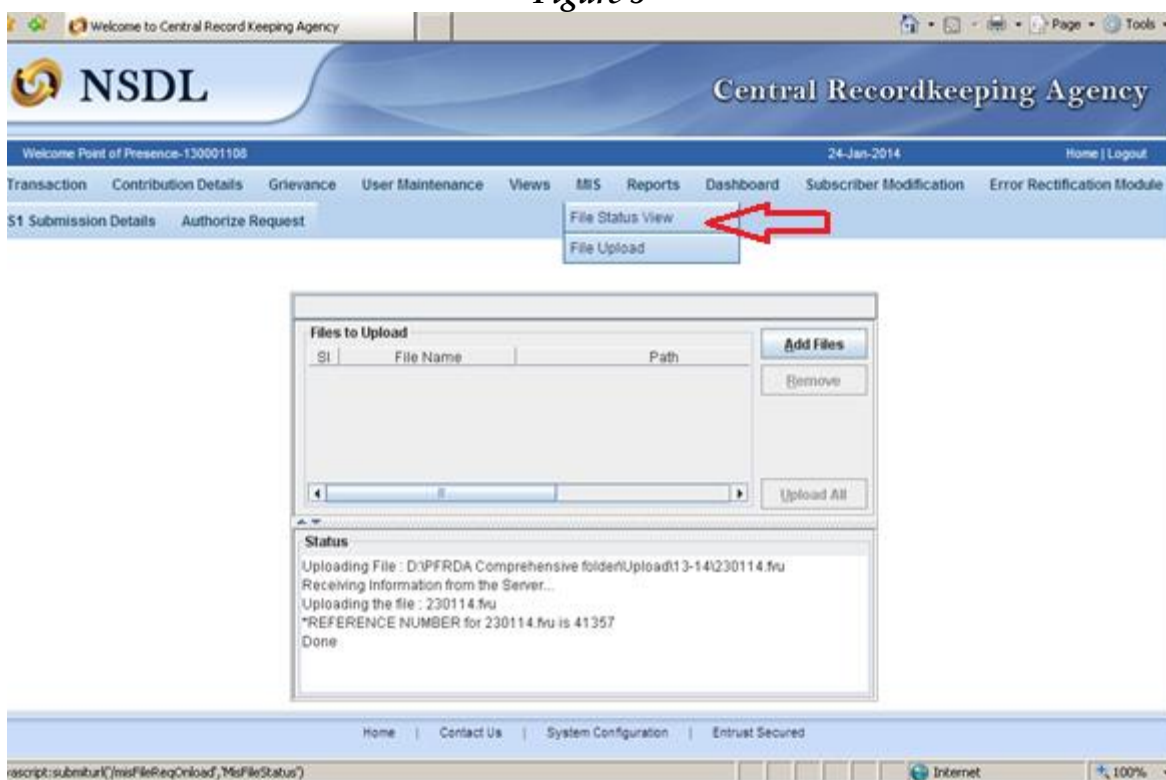 Welcome to Central Record Keeping Agency
Page
Tools
NSDL
Central Recordkeeping Agency
Welcome Point of Presence-130001108
24-Jan-2014
Home | Logout
Transaction Contribution Details Grievance User Maintenance Views MIS Reports Dashboard Subscriber Modification Error Rectification Module
S1 Submission Details Authorize Request
File Status View
File Upload
Files to Upload
SI File Name Path
Add Files
Remove
Upload All
Status
Uploading File : D:\PFRDA Comprehensive folder\Upload\13-14\230114.fvu
Receiving Information from the Server...
Uploading the file : 230114.fvu
*REFERENCE NUMBER for 230114.fvu is 41357
Done
Home | Contact Us | System Configuration | Entrust Secured
ascript:submiturl('/misFileReqOnload','MisFileStatus')
Internet
100%